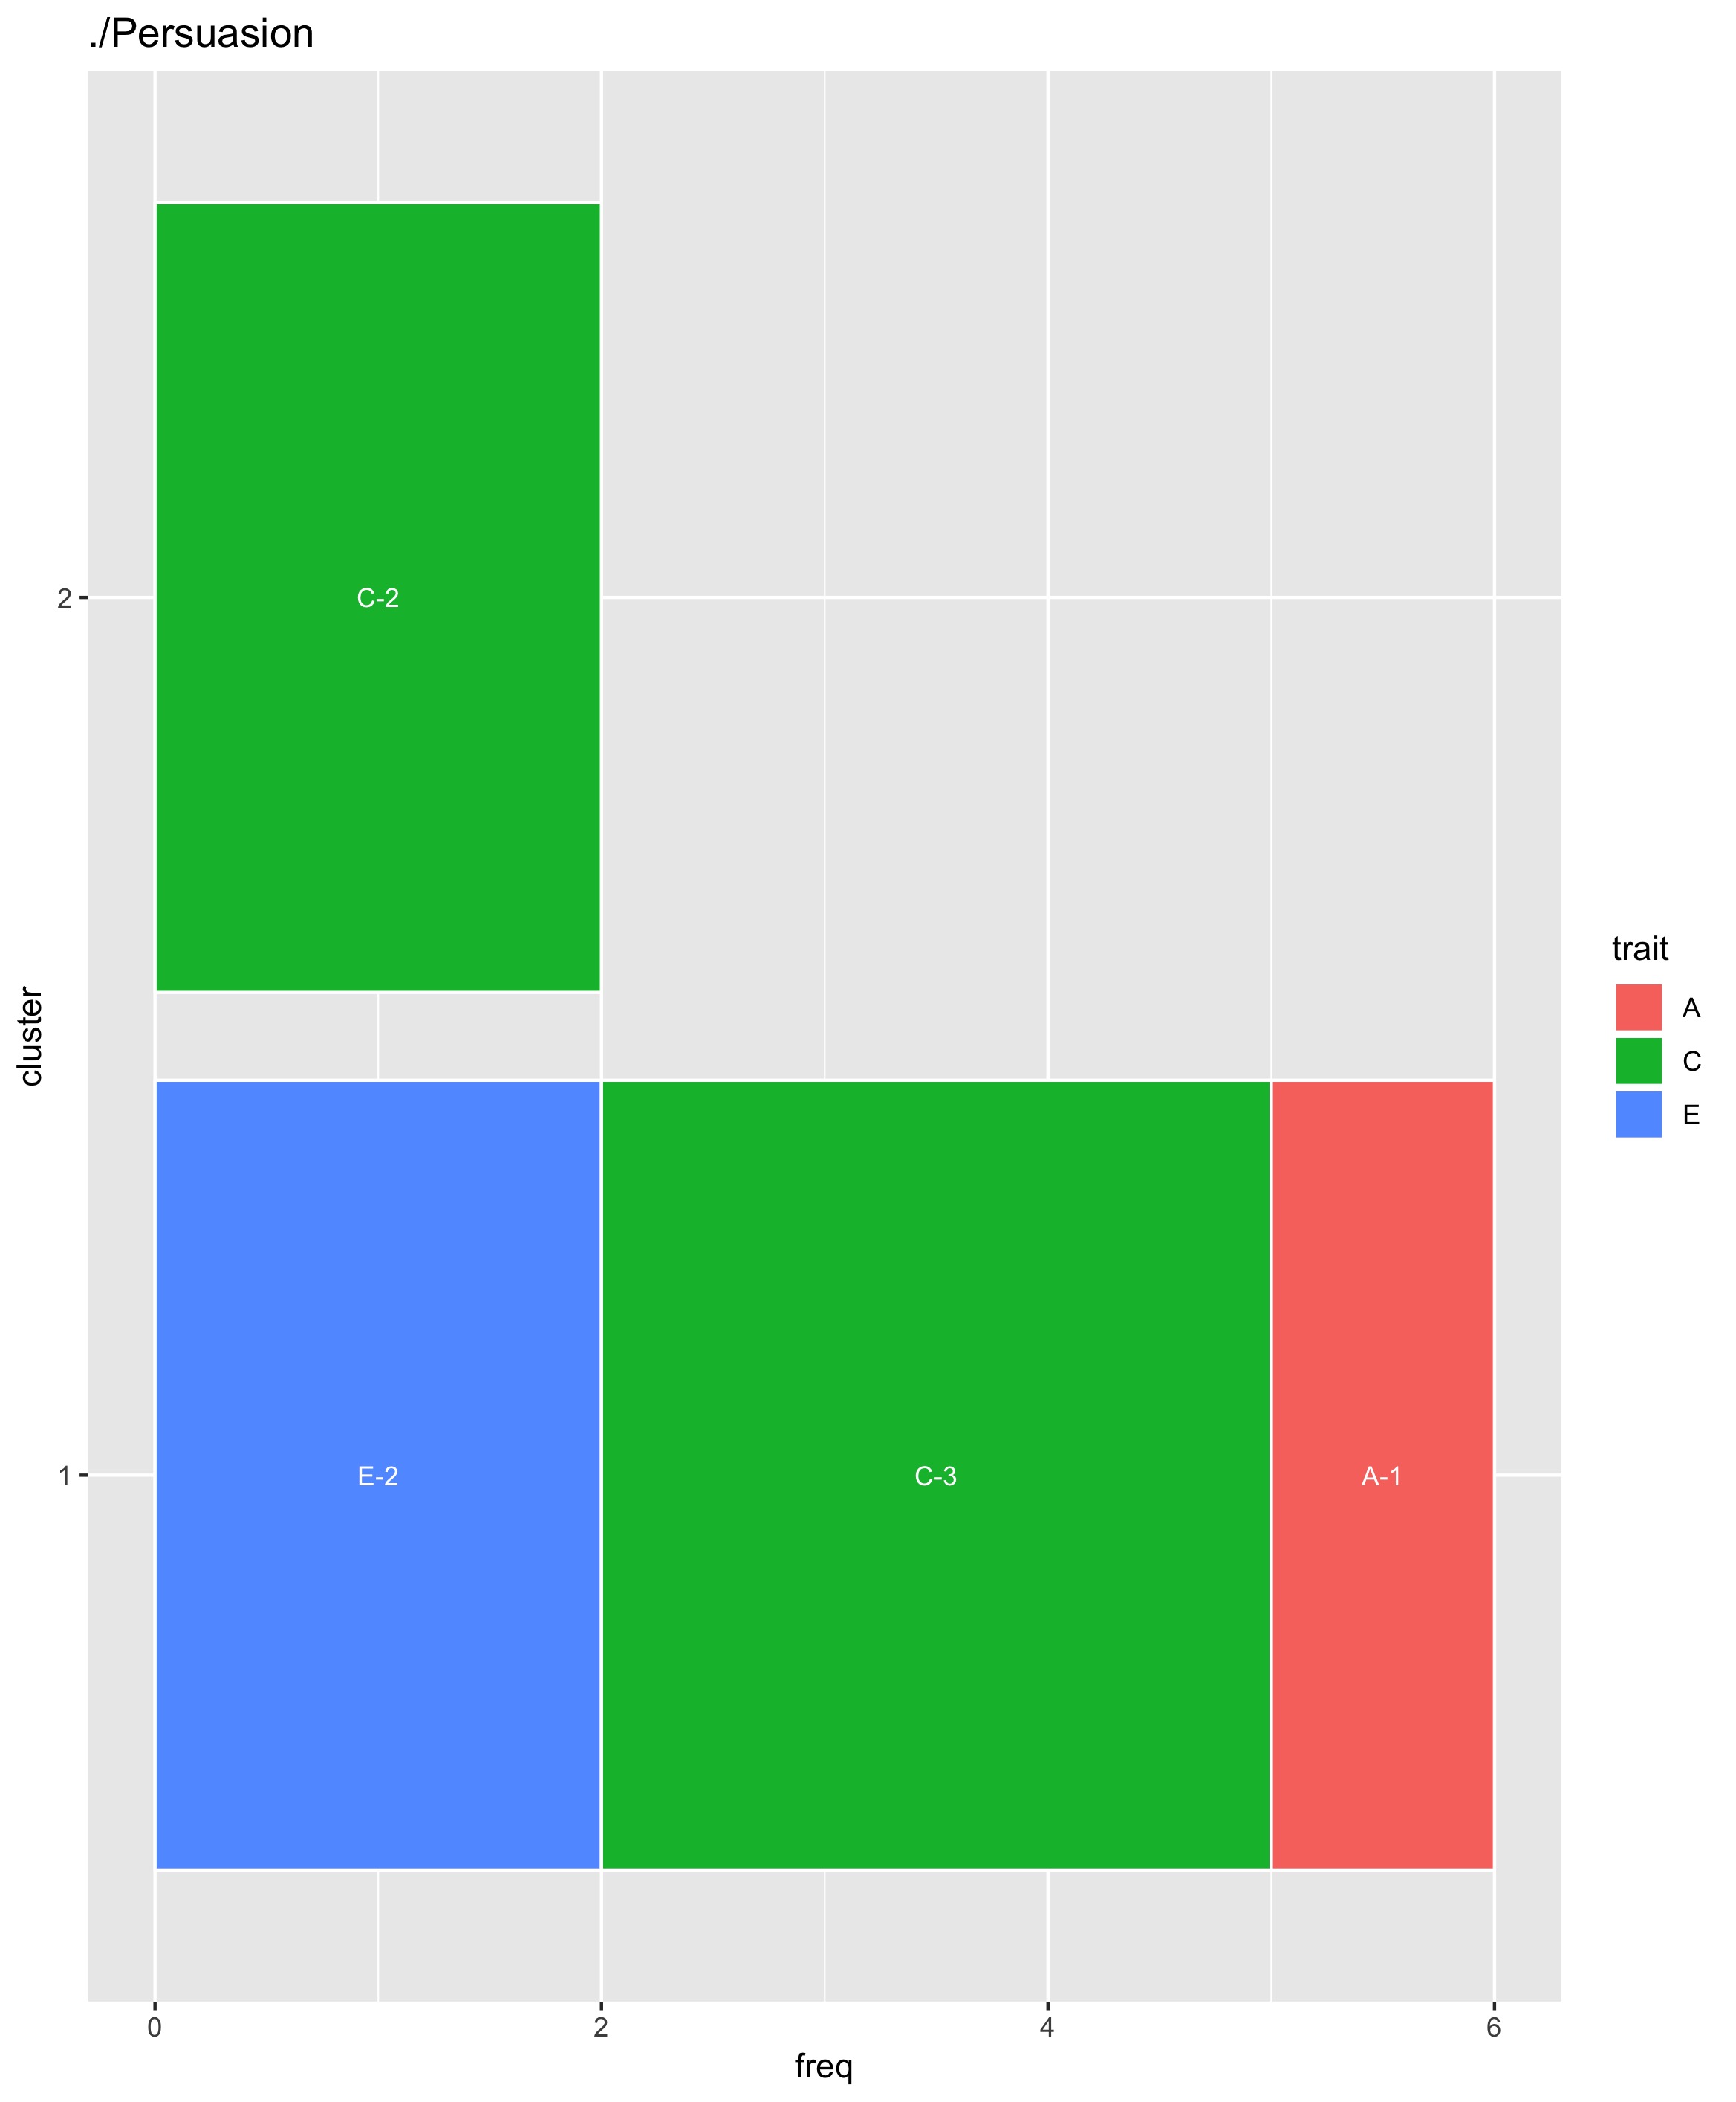 ./Persuasion
cluster
2
C-2
1
E-2
C-3
A-1
0
2
4
6
freq
trait
A
C
E